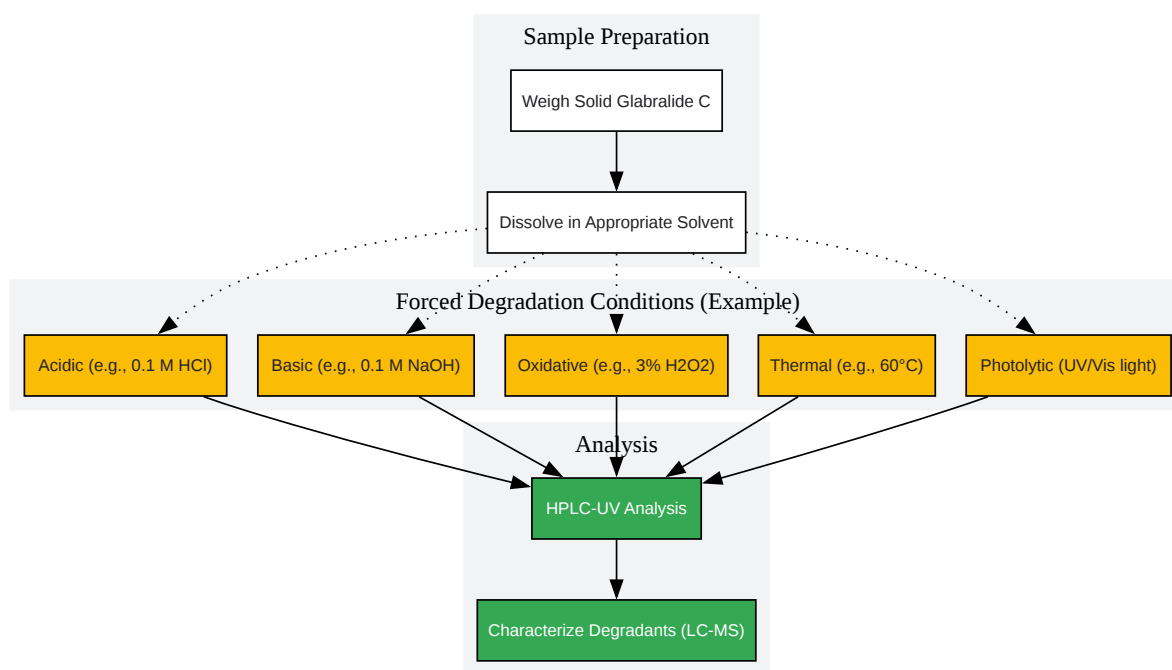 Sample Preparation
Weigh Solid Glabralide C
Dissolve in Appropriate Solvent
Forced Degradation Conditions (Example)
Acidic (e.g., 0.1 M HCl)
Basic (e.g., 0.1 M NaOH)
Oxidative (e.g., 3% H2O2)
Thermal (e.g., 60°C)
Photolytic (UV/Vis light)
Analysis
HPLC-UV Analysis
Characterize Degradants (LC-MS)